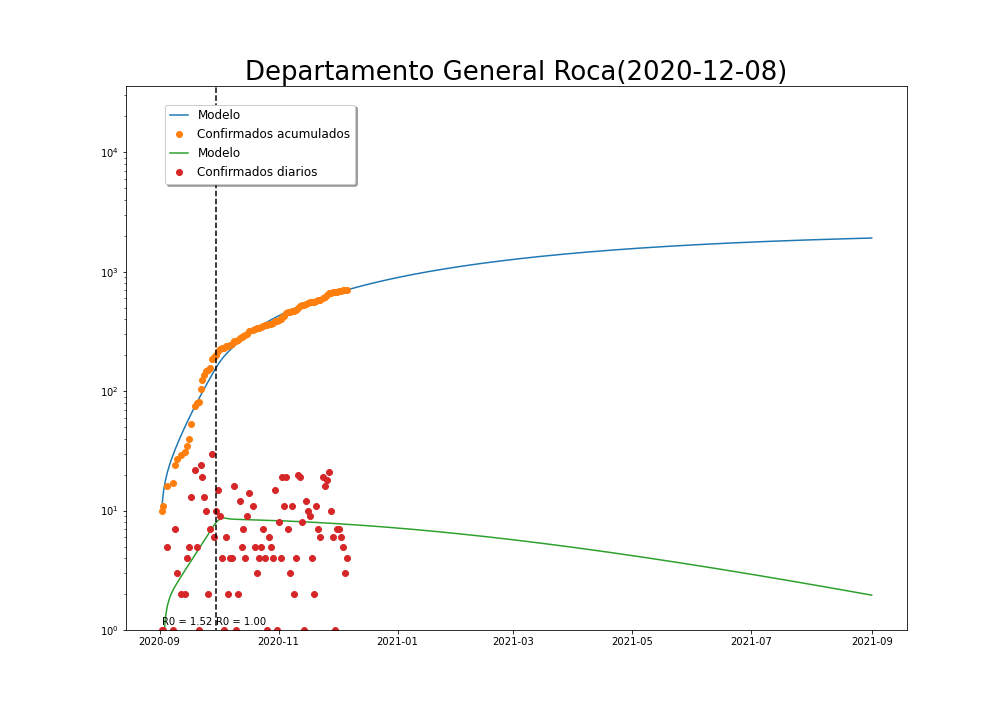 Departamento General Roca(2020-12-08)
Modelo
Confirmados acumulados
Modelo
Confirmados diarios
10⁴
10³
10²
10¹
10⁰
R0 = 1.52 R0 = 1.00
2020-09 2020-11 2021-01 2021-03 2021-05 2021-07 2021-09